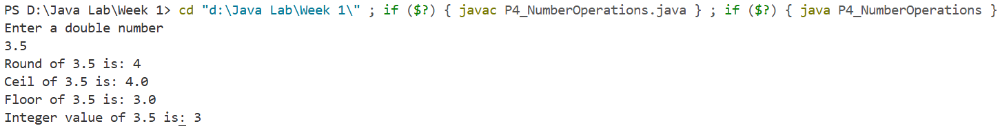 PS D:\Java Lab\Week 1> cd "d:\Java Lab\Week 1\" ; if ($?) { javac P4_NumberOperations.java } ; if ($?) { java P4_NumberOperations }
Enter a double number
3.5
Round of 3.5 is: 4
Ceil of 3.5 is: 4.0
Floor of 3.5 is: 3.0
Integer value of 3.5 is: 3